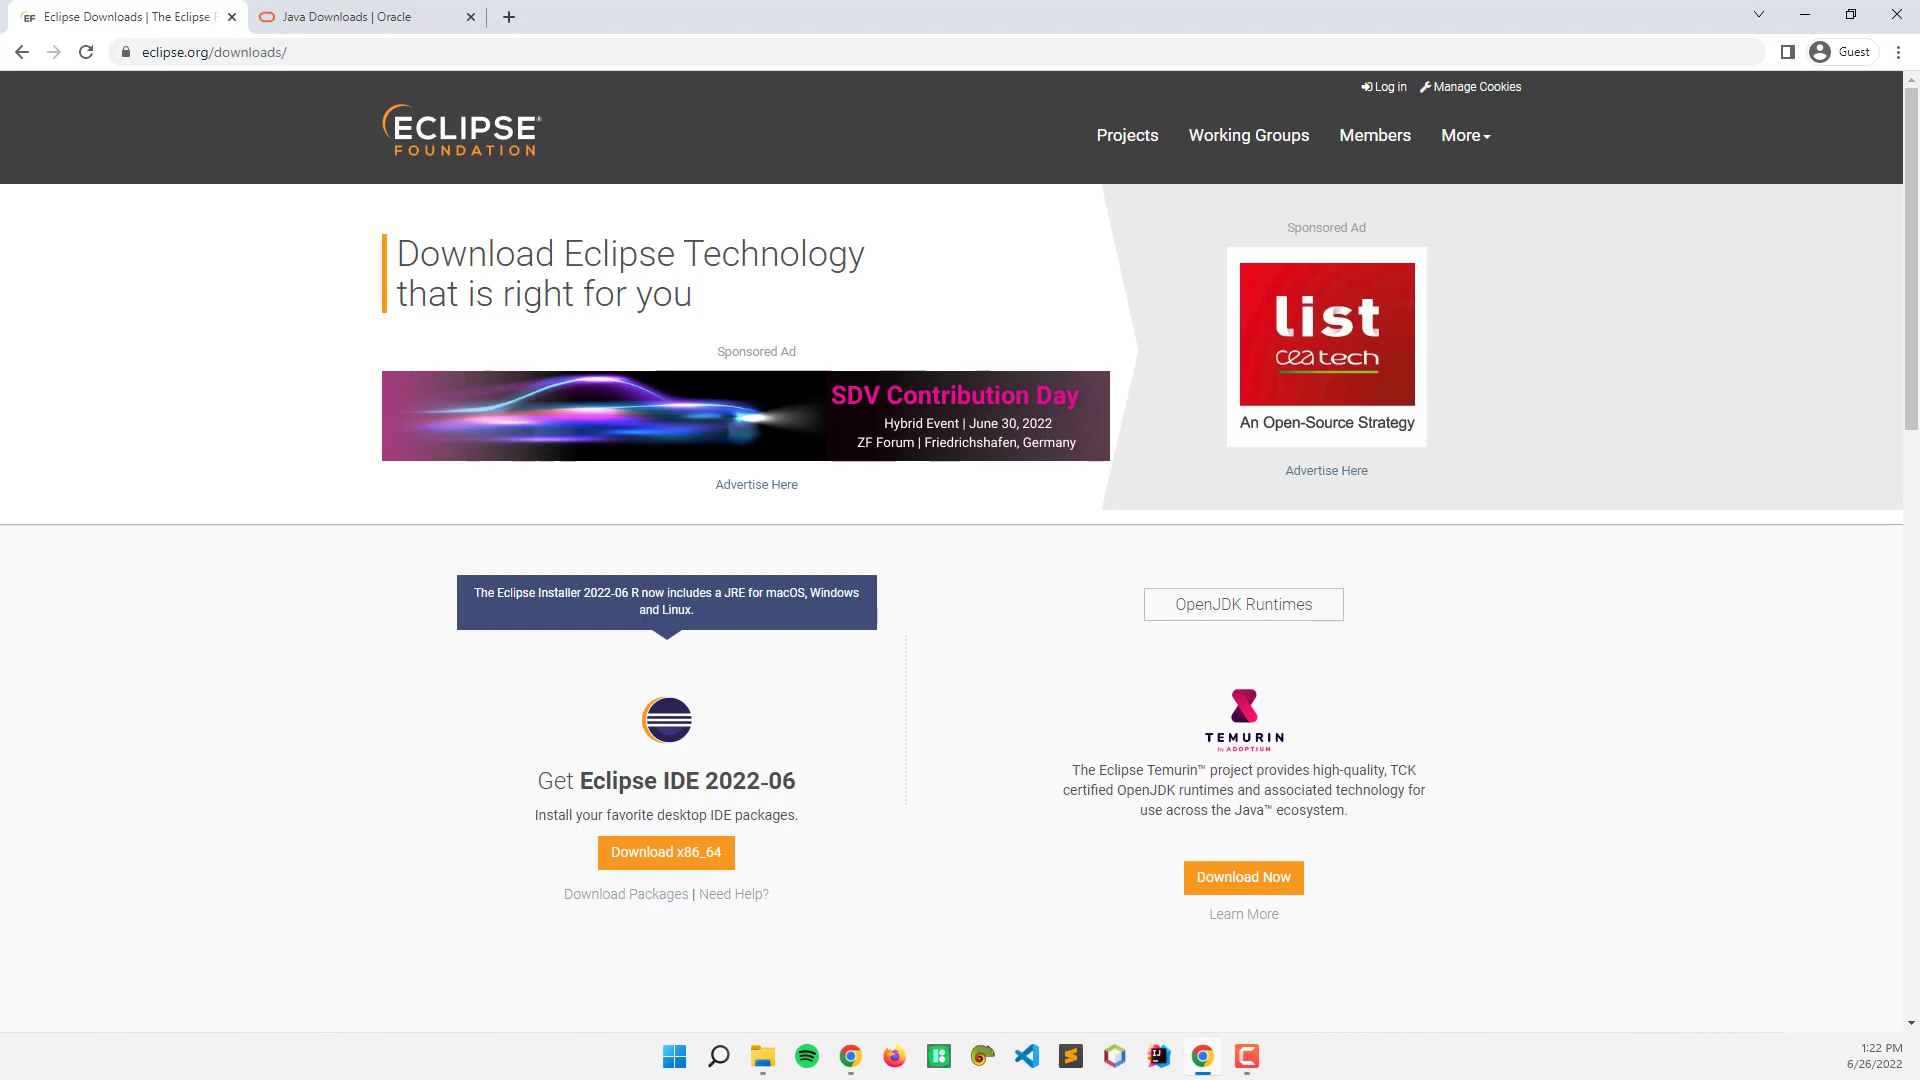 Eclipse Downloads | The Eclipse F
Java Downloads | Oracle
eclipse.org/downloads/
Guest
Log in
Manage Cookies
ECLIPSE®
FOUNDATION
Projects
Working Groups
Members
More
Download Eclipse Technology
that is right for you
Sponsored Ad
SDV Contribution Day
Hybrid Event | June 30, 2022
ZF Forum | Friedrichshafen, Germany
Advertise Here
Sponsored Ad
list
cea tech
An Open-Source Strategy
Advertise Here
The Eclipse Installer 2022‑06 R now includes a JRE for macOS, Windows
and Linux.
Get Eclipse IDE 2022‑06
Install your favorite desktop IDE packages.
Download x86_64
Download Packages | Need Help?
OpenJDK Runtimes
TEMURIN
by ADOPTIUM
The Eclipse Temurin™ project provides high-quality, TCK
certified OpenJDK runtimes and associated technology for
use across the Java™ ecosystem.
Download Now
Learn More
1:22 PM
6/26/2022